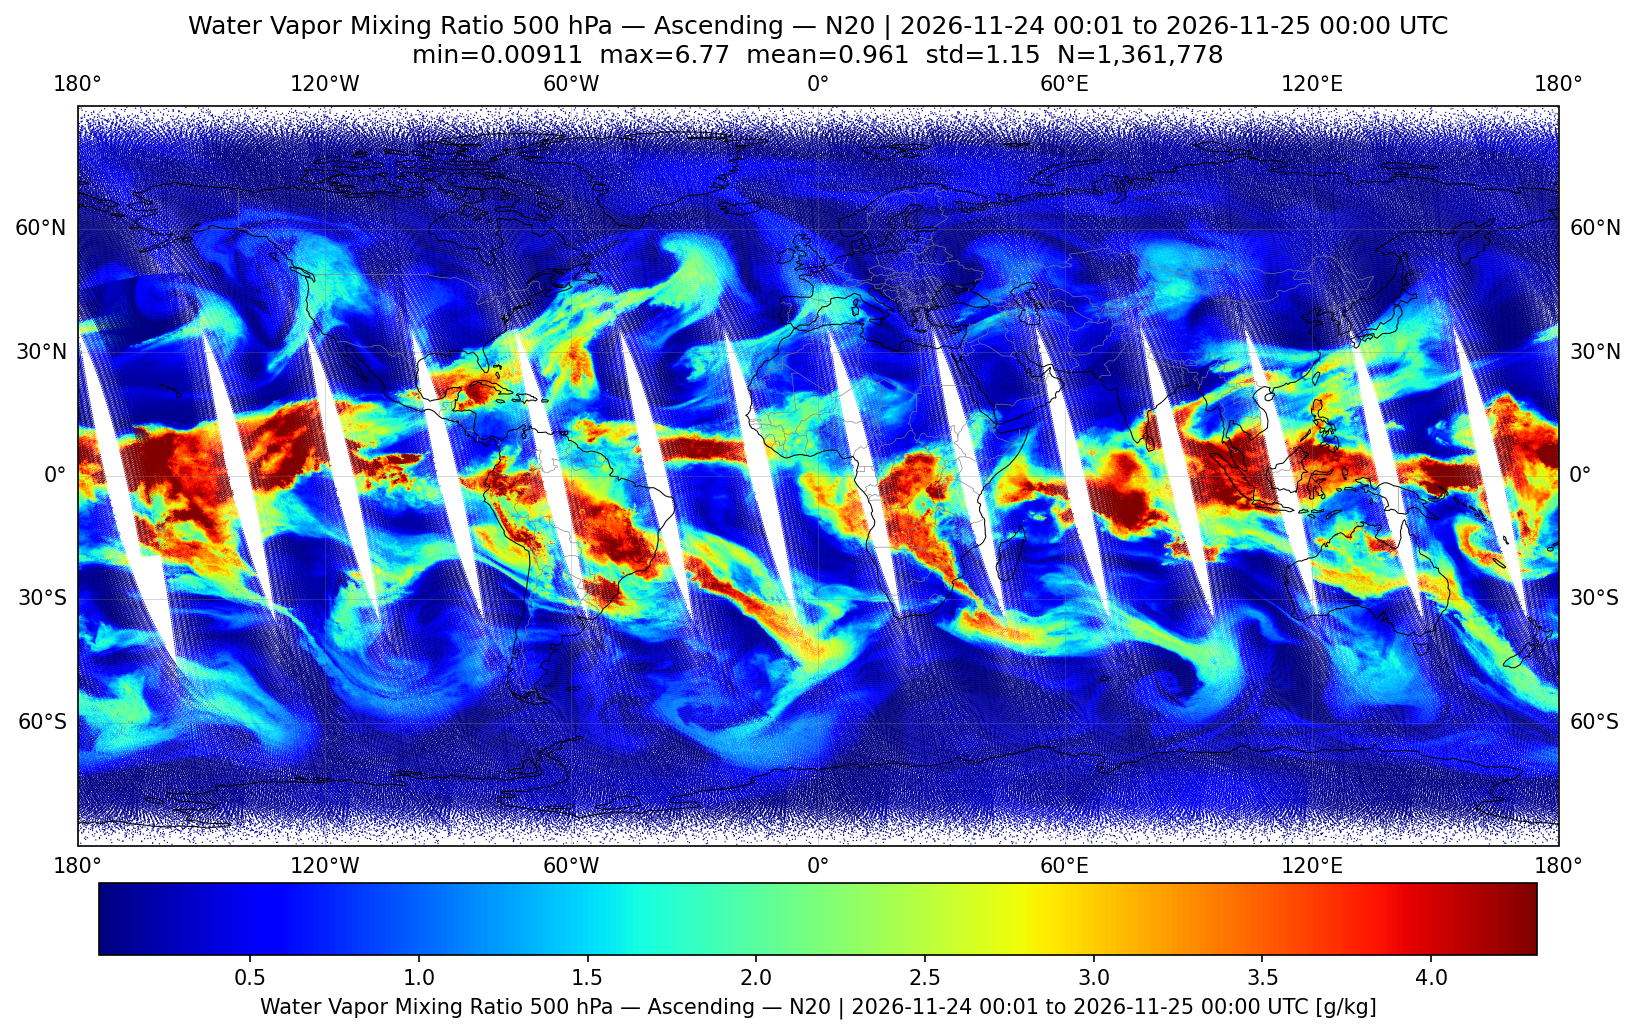 Water Vapor Mixing Ratio 500 hPa — Ascending — N20 | 2026-11-24 00:01 to 2026-11-25 00:00 UTC
min=0.00911  max=6.77  mean=0.961  std=1.15  N=1,361,778
180° 120°W 60°W 0° 60°E 120°E 180°
60°N 60°N
30°N 30°N
0° 0°
30°S 30°S
60°S 60°S
180° 120°W 60°W 0° 60°E 120°E 180°
0.5 1.0 1.5 2.0 2.5 3.0 3.5 4.0
Water Vapor Mixing Ratio 500 hPa — Ascending — N20 | 2026-11-24 00:01 to 2026-11-25 00:00 UTC [g/kg]